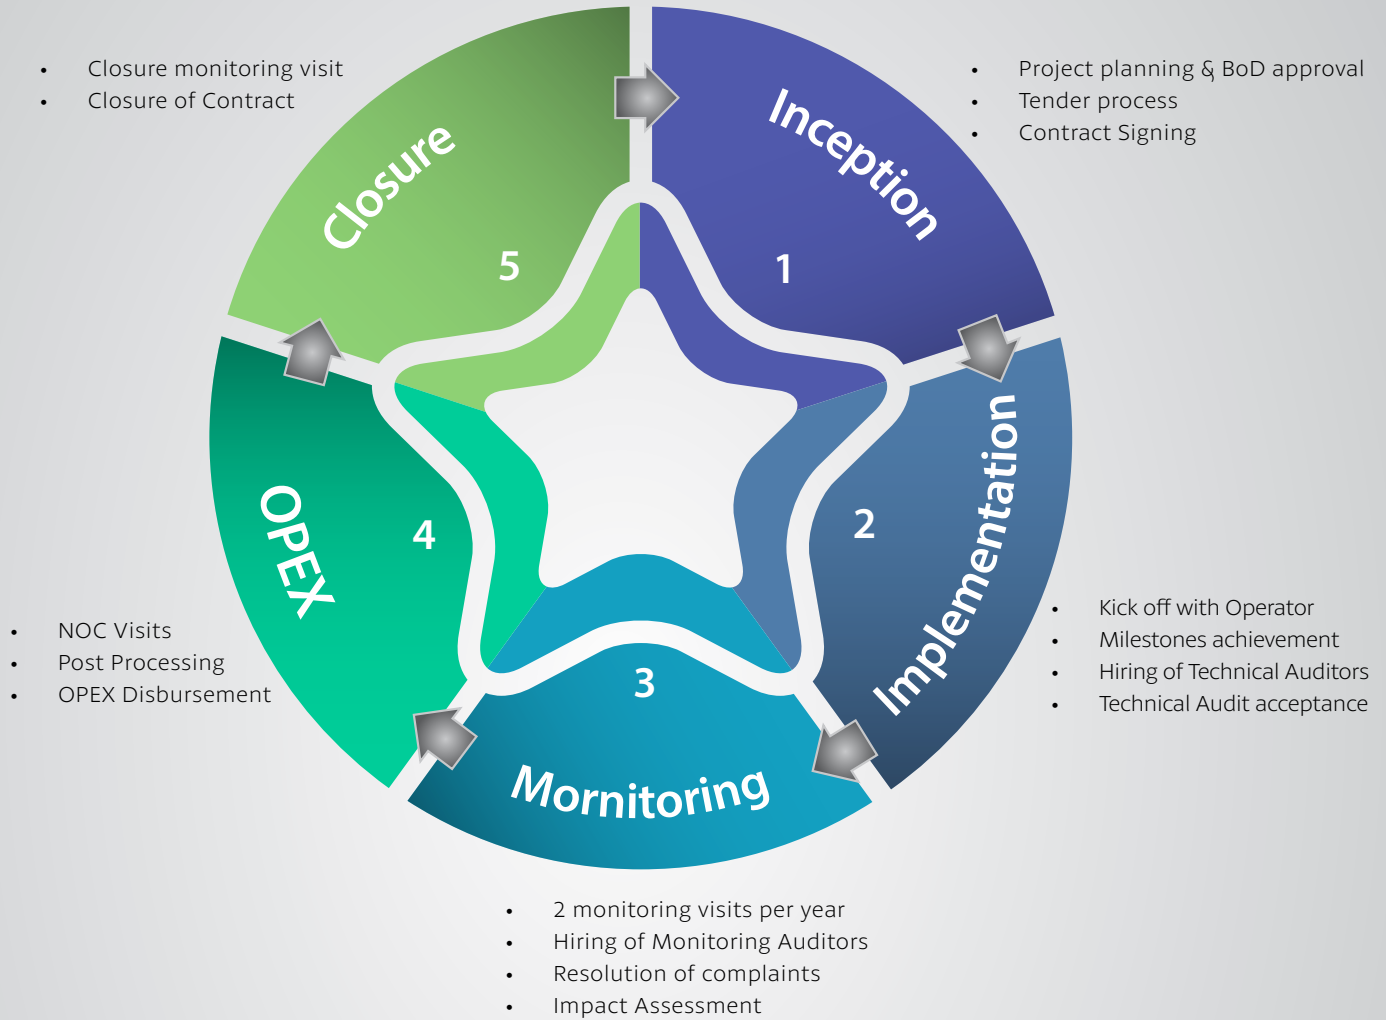 Inception
1
• Project planning & BoD approval
• Tender process
• Contract Signing
Implementation
2
• Kick off with Operator
• Milestones achievement
• Hiring of Technical Auditors
• Technical Audit acceptance
3
Mornitoring
• 2 monitoring visits per year
• Hiring of Monitoring Auditors
• Resolution of complaints
• Impact Assessment
OPEX
4
• NOC Visits
• Post Processing
• OPEX Disbursement
Closure
5
• Closure monitoring visit
• Closure of Contract